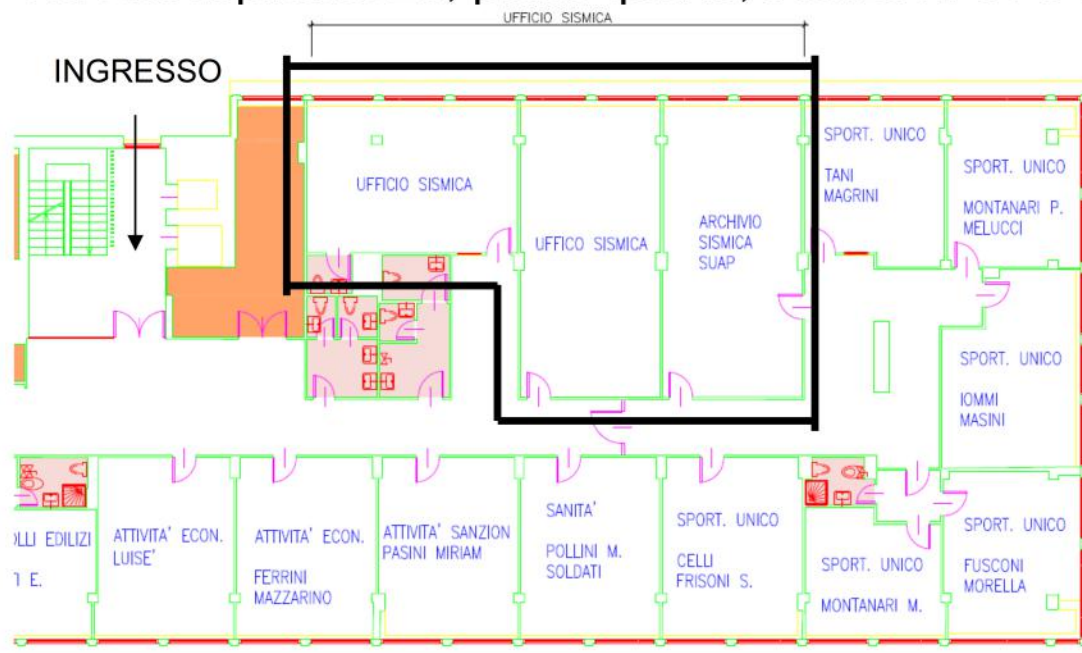 UFFICIO SISMICA
INGRESSO
UFFICIO SISMICA
UFFICO SISMICA
ARCHIVIO
SISMICA
SUAP
SPORT. UNICO
TANI
MAGRINI
SPORT. UNICO
MONTANARI P.
MELUCCI
SPORT. UNICO
IOMMI
MASINI
OLLI EDILIZI
E.
ATTIVITA' ECON.
LUISE'
ATTIVITA' ECON.
FERRINI
MAZZARINO
ATTIVITA' SANZION
PASINI MIRIAM
SANITA'
POLLINI M.
SOLDATI
SPORT. UNICO
CELLI
FRISONI S.
SPORT. UNICO
MONTANARI M.
SPORT. UNICO
FUSCONI
MORELLA